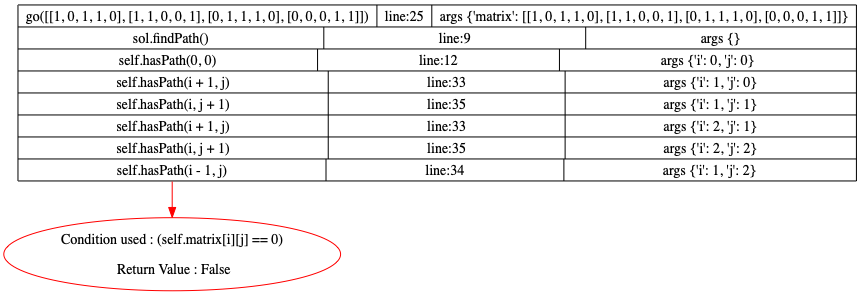 go([[1, 0, 1, 1, 0], [1, 1, 0, 0, 1], [0, 1, 1, 1, 0], [0, 0, 0, 1, 1]]) line:25 args {'matrix': [[1, 0, 1, 1, 0], [1, 1, 0, 0, 1], [0, 1, 1, 1, 0], [0, 0, 0, 1, 1]]}
sol.findPath() line:9 args {}
self.hasPath(0, 0) line:12 args {'i': 0, 'j': 0}
self.hasPath(i + 1, j) line:33 args {'i': 1, 'j': 0}
self.hasPath(i, j + 1) line:35 args {'i': 1, 'j': 1}
self.hasPath(i + 1, j) line:33 args {'i': 2, 'j': 1}
self.hasPath(i, j + 1) line:35 args {'i': 2, 'j': 2}
self.hasPath(i - 1, j) line:34 args {'i': 1, 'j': 2}
Condition used : (self.matrix[i][j] == 0)
Return Value : False